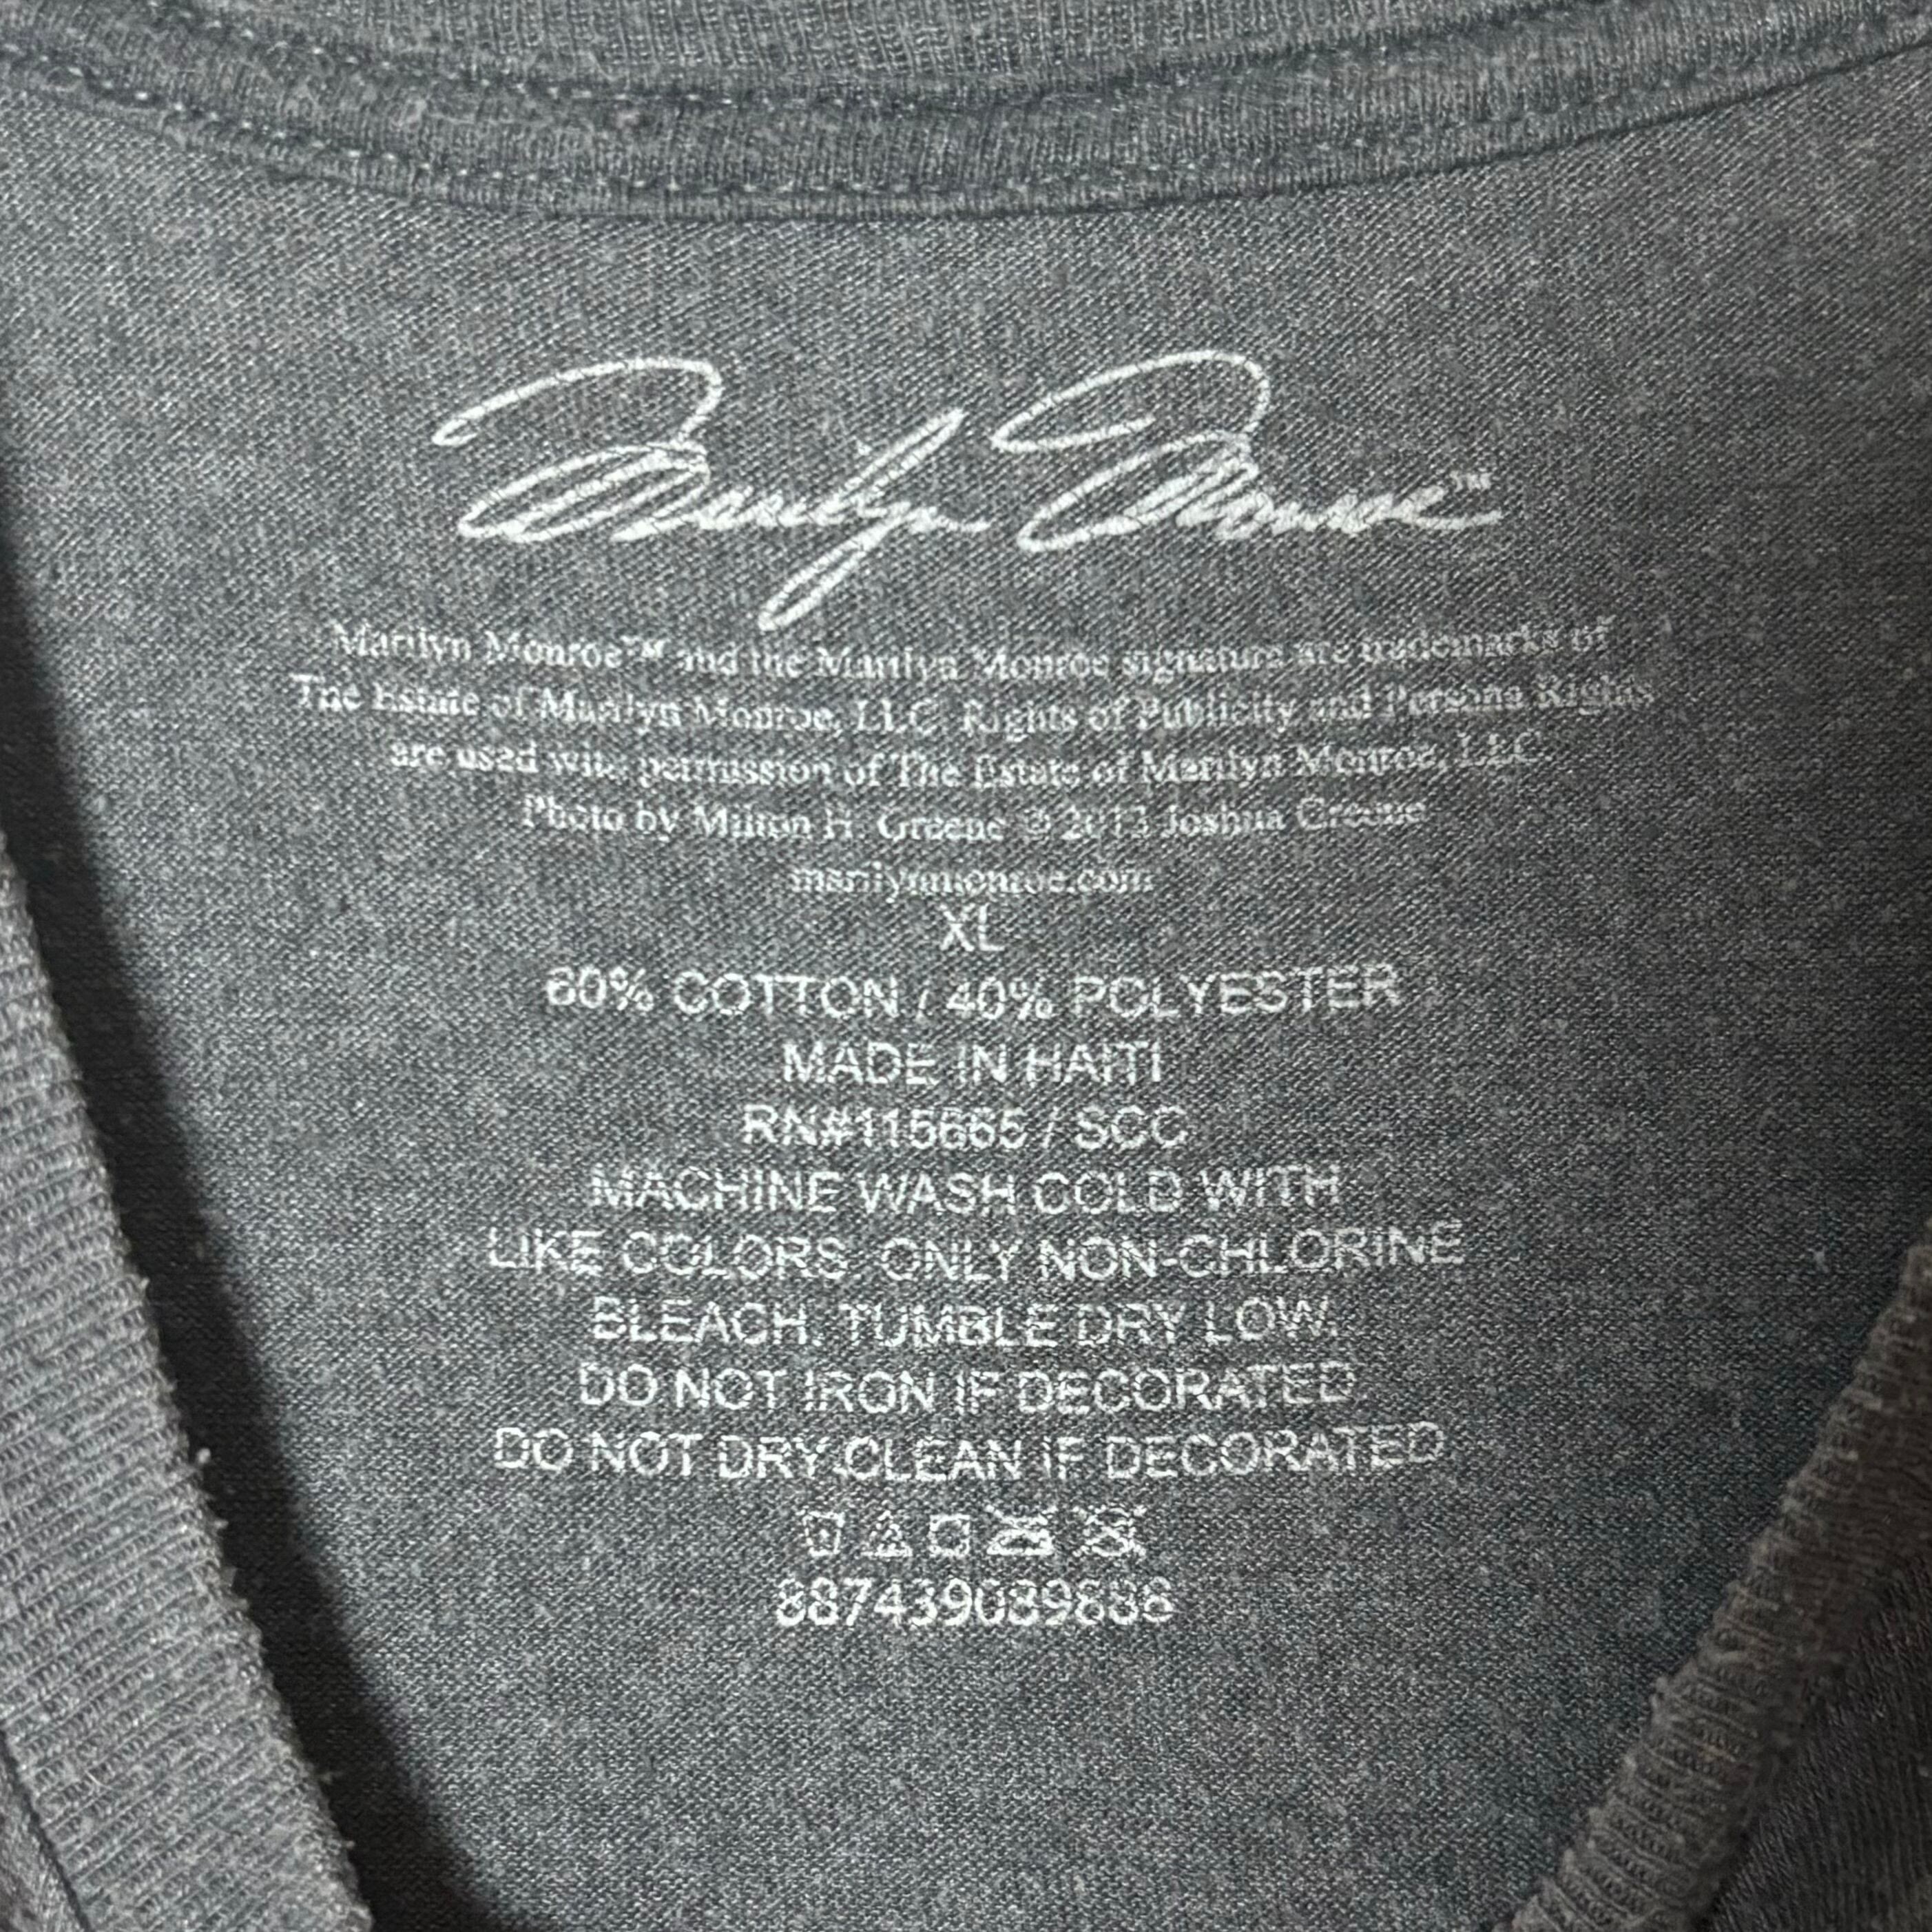 Marilyn Monroe™
Marilyn Monroe™ and the Marilyn Monroe signature are trademarks of
The Estate of Marilyn Monroe, LLC. Rights of Publicity and Persona Rights
are used with permission of The Estate of Marilyn Monroe, LLC.
Photo by Milton H. Greene © 2013 Joshua Greene
marilynmonroe.com
XL
60% COTTON / 40% POLYESTER
MADE IN HAITI
RN#115665 / SCC
MACHINE WASH COLD WITH
LIKE COLORS. ONLY NON-CHLORINE
BLEACH. TUMBLE DRY LOW.
DO NOT IRON IF DECORATED
DO NOT DRY CLEAN IF DECORATED